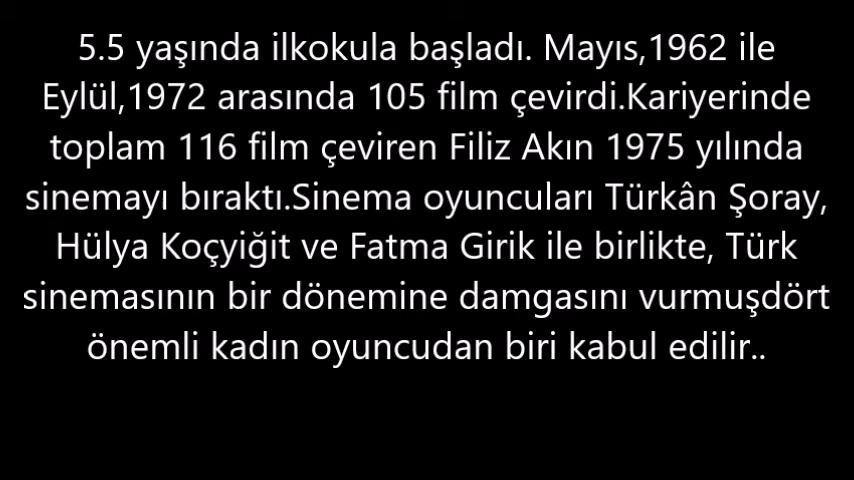 5.5 yaşında ilkokula başladı. Mayıs,1962 ile
Eylül,1972 arasında 105 film çevirdi.Kariyerinde
toplam 116 film çeviren Filiz Akın 1975 yılında
sinemayı bıraktı.Sinema oyuncuları Türkân Şoray,
Hülya Koçyiğit ve Fatma Girik ile birlikte, Türk
sinemasının bir dönemine damgasını vurmuşdört
önemli kadın oyuncudan biri kabul edilir..